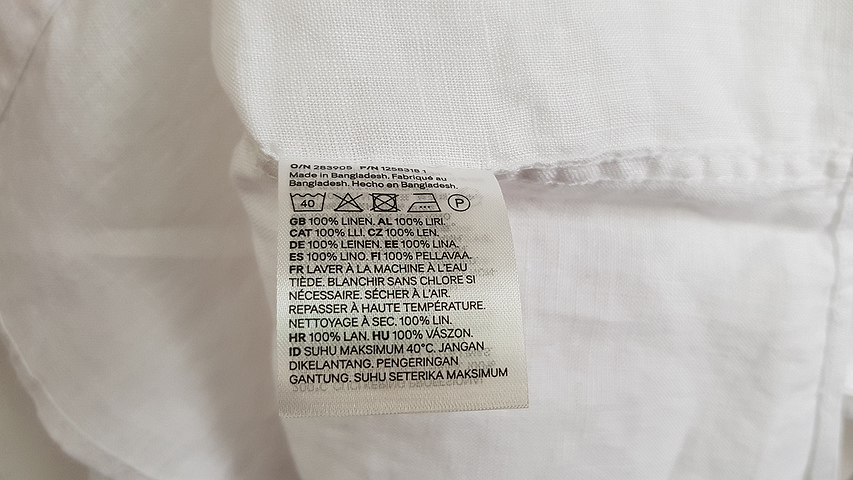 O/N 283905 P/N 1258318 1
Made in Bangladesh. Fabriqué au
Bangladesh. Hecho en Bangladesh.
40 P
GB 100% LINEN. AL 100% LIRI.
CAT 100% LLI. CZ 100% LEN.
DE 100% LEINEN. EE 100% LINA.
ES 100% LINO. FI 100% PELLAVAA.
FR LAVER À LA MACHINE À L'EAU
TIÈDE. BLANCHIR SANS CHLORE SI
NÉCESSAIRE. SÉCHER À L'AIR.
REPASSER À HAUTE TEMPÉRATURE.
NETTOYAGE À SEC. 100% LIN.
HR 100% LAN. HU 100% VÁSZON.
ID SUHU MAKSIMUM 40°C. JANGAN
DIKELANTANG. PENGERINGAN
GANTUNG. SUHU SETERIKA MAKSIMUM